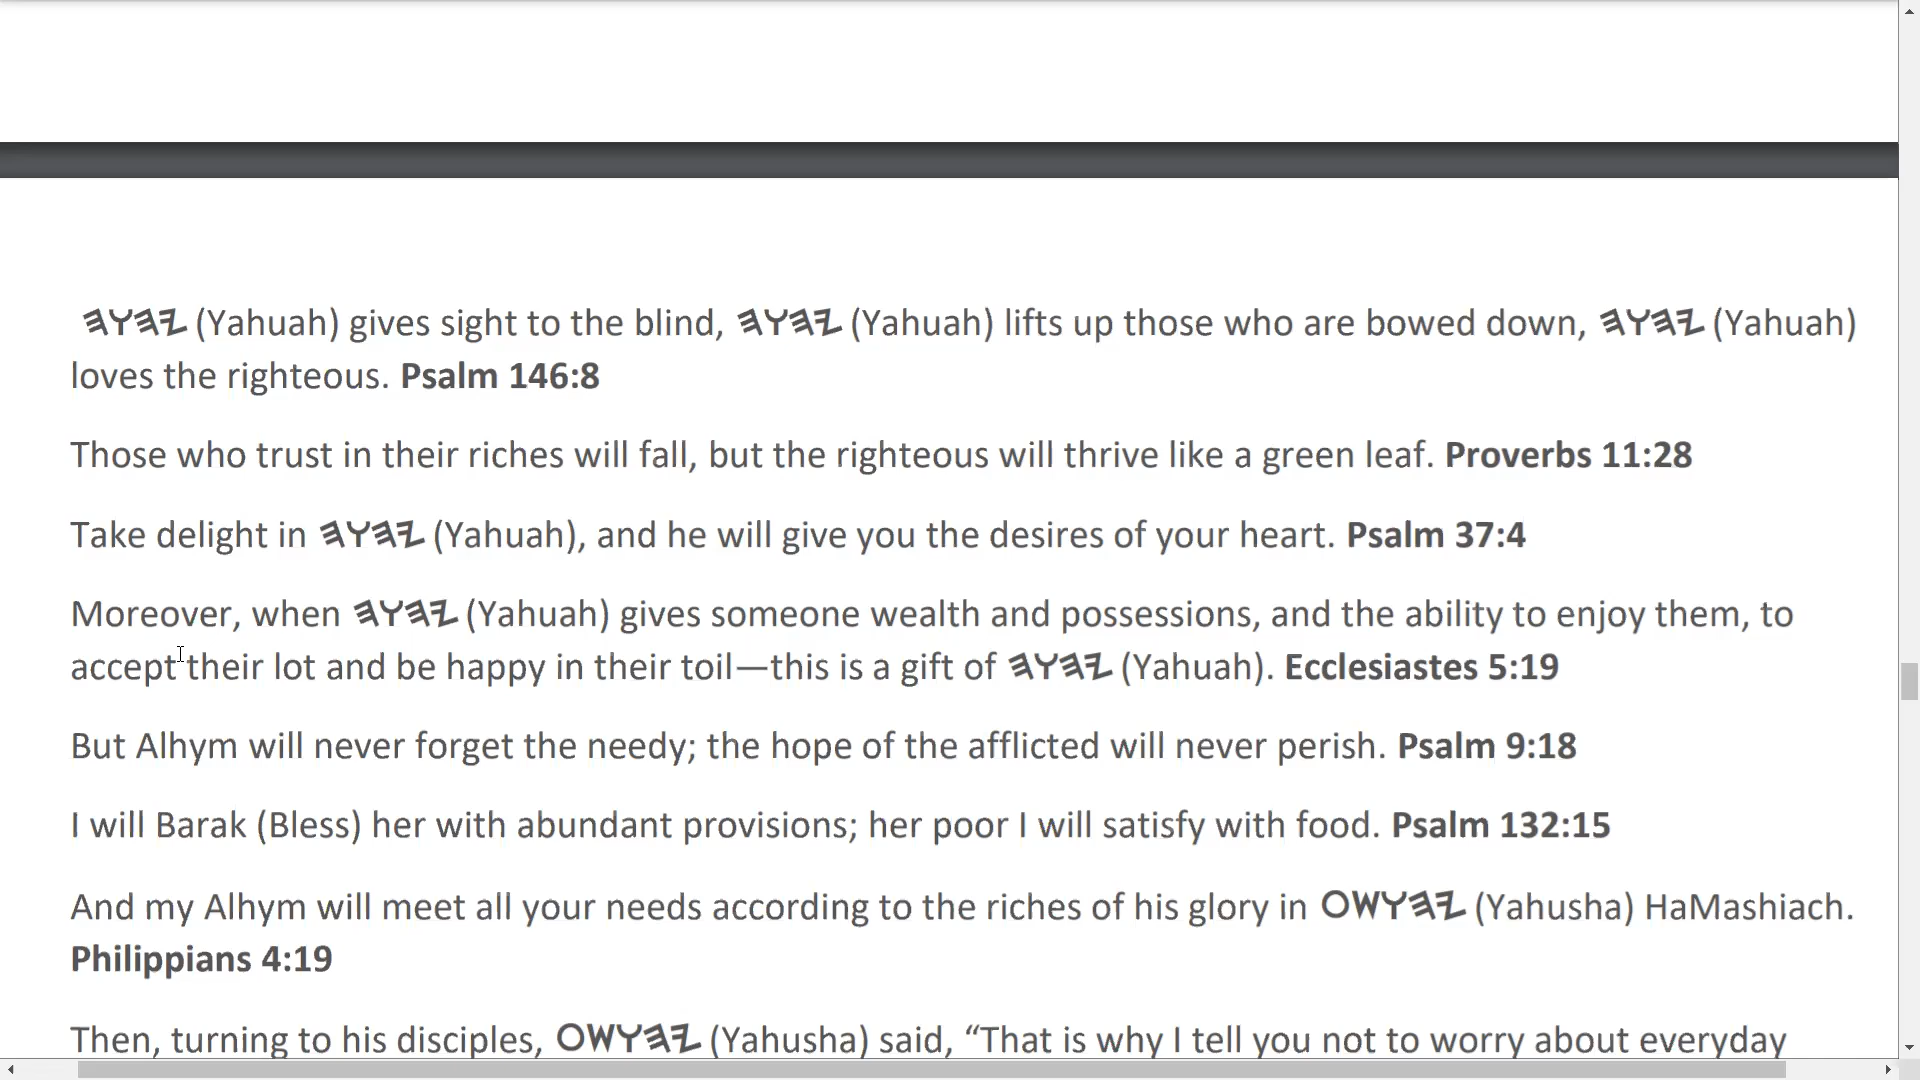 𐤉𐤄𐤅𐤄 (Yahuah) gives sight to the blind, 𐤉𐤄𐤅𐤄 (Yahuah) lifts up those who are bowed down, 𐤉𐤄𐤅𐤄 (Yahuah)
loves the righteous. Psalm 146:8
Those who trust in their riches will fall, but the righteous will thrive like a green leaf. Proverbs 11:28
Take delight in 𐤉𐤄𐤅𐤄 (Yahuah), and he will give you the desires of your heart. Psalm 37:4
Moreover, when 𐤉𐤄𐤅𐤄 (Yahuah) gives someone wealth and possessions, and the ability to enjoy them, to
accept their lot and be happy in their toil—this is a gift of 𐤉𐤄𐤅𐤄 (Yahuah). Ecclesiastes 5:19
But Alhym will never forget the needy; the hope of the afflicted will never perish. Psalm 9:18
I will Barak (Bless) her with abundant provisions; her poor I will satisfy with food. Psalm 132:15
And my Alhym will meet all your needs according to the riches of his glory in 𐤉𐤄𐤅𐤔𐤏 (Yahusha) HaMashiach.
Philippians 4:19
Then, turning to his disciples, 𐤉𐤄𐤅𐤔𐤏 (Yahusha) said, “That is why I tell you not to worry about everyday